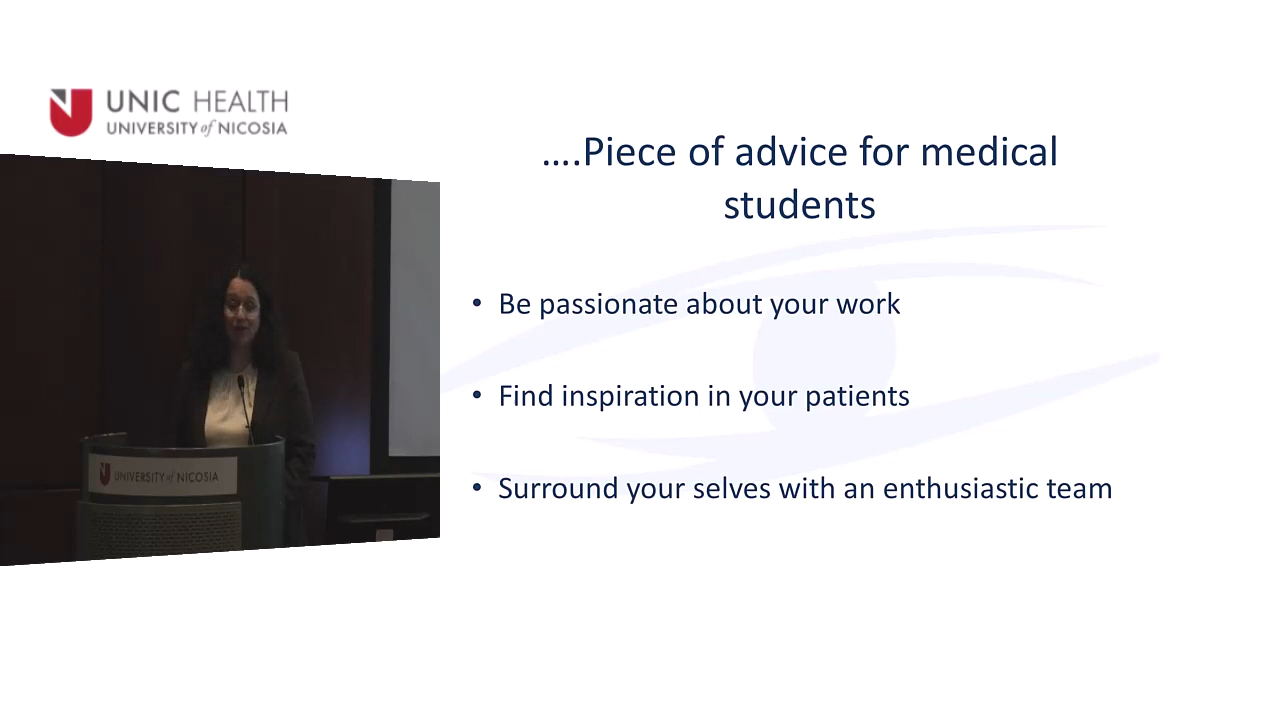 UNIC HEALTH
UNIVERSITY of NICOSIA
….Piece of advice for medical
students
• Be passionate about your work
• Find inspiration in your patients
• Surround your selves with an enthusiastic team
UNIVERSITY of NICOSIA